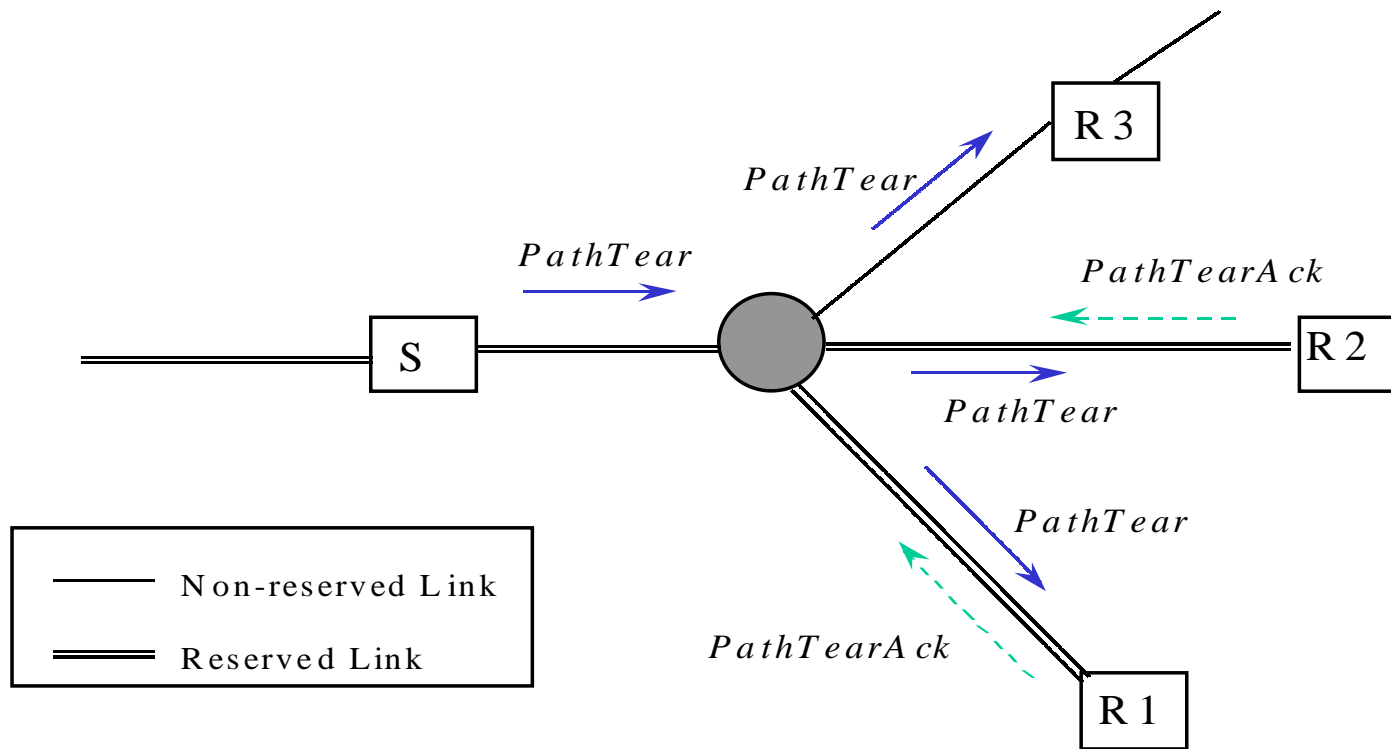 R 3
PathTear
PathTear
PathTearAck
S
R 2
PathTear
PathTear
Non-reserved Link
PathTearAck
Reserved Link
R 1